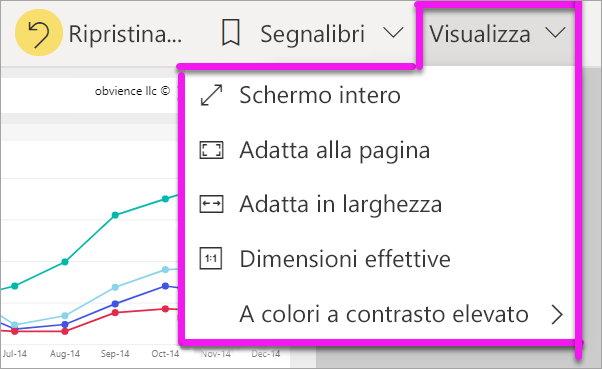 Ripristina... Segnalibri Visualizza
obvience llc ©
Schermo intero
Adatta alla pagina
Adatta in larghezza
1:1 Dimensioni effettive
A colori a contrasto elevato
Jul-14 Aug-14 Sep-14 Oct-14 Nov-14 Dec-14